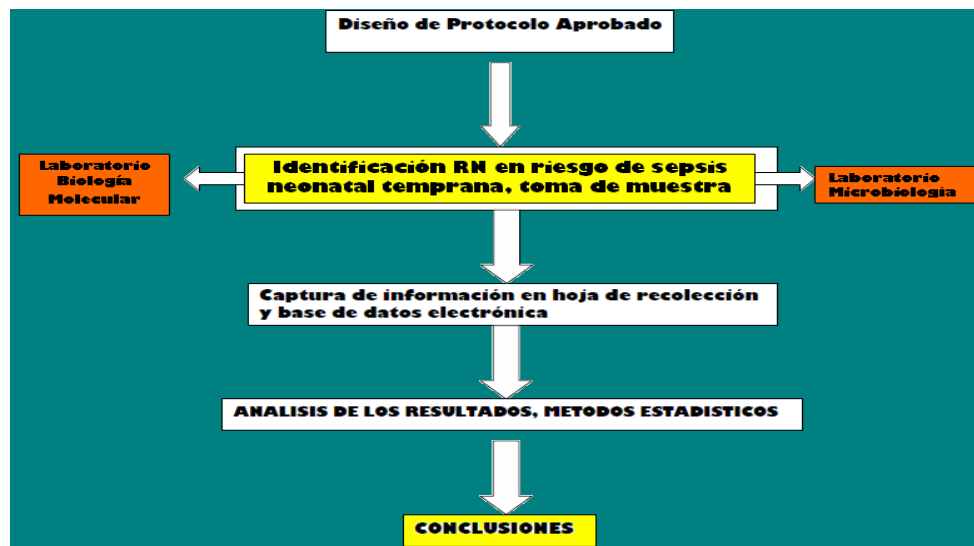 Diseño de Protocolo Aprobado
Laboratorio
Biología
Molecular
Identificación RN en riesgo de sepsis
neonatal temprana, toma de muestra
Laboratorio
Microbiología
Captura de información en hoja de recolección
y base de datos electrónica
ANALISIS DE LOS RESULTADOS, METODOS ESTADISTICOS
CONCLUSIONES